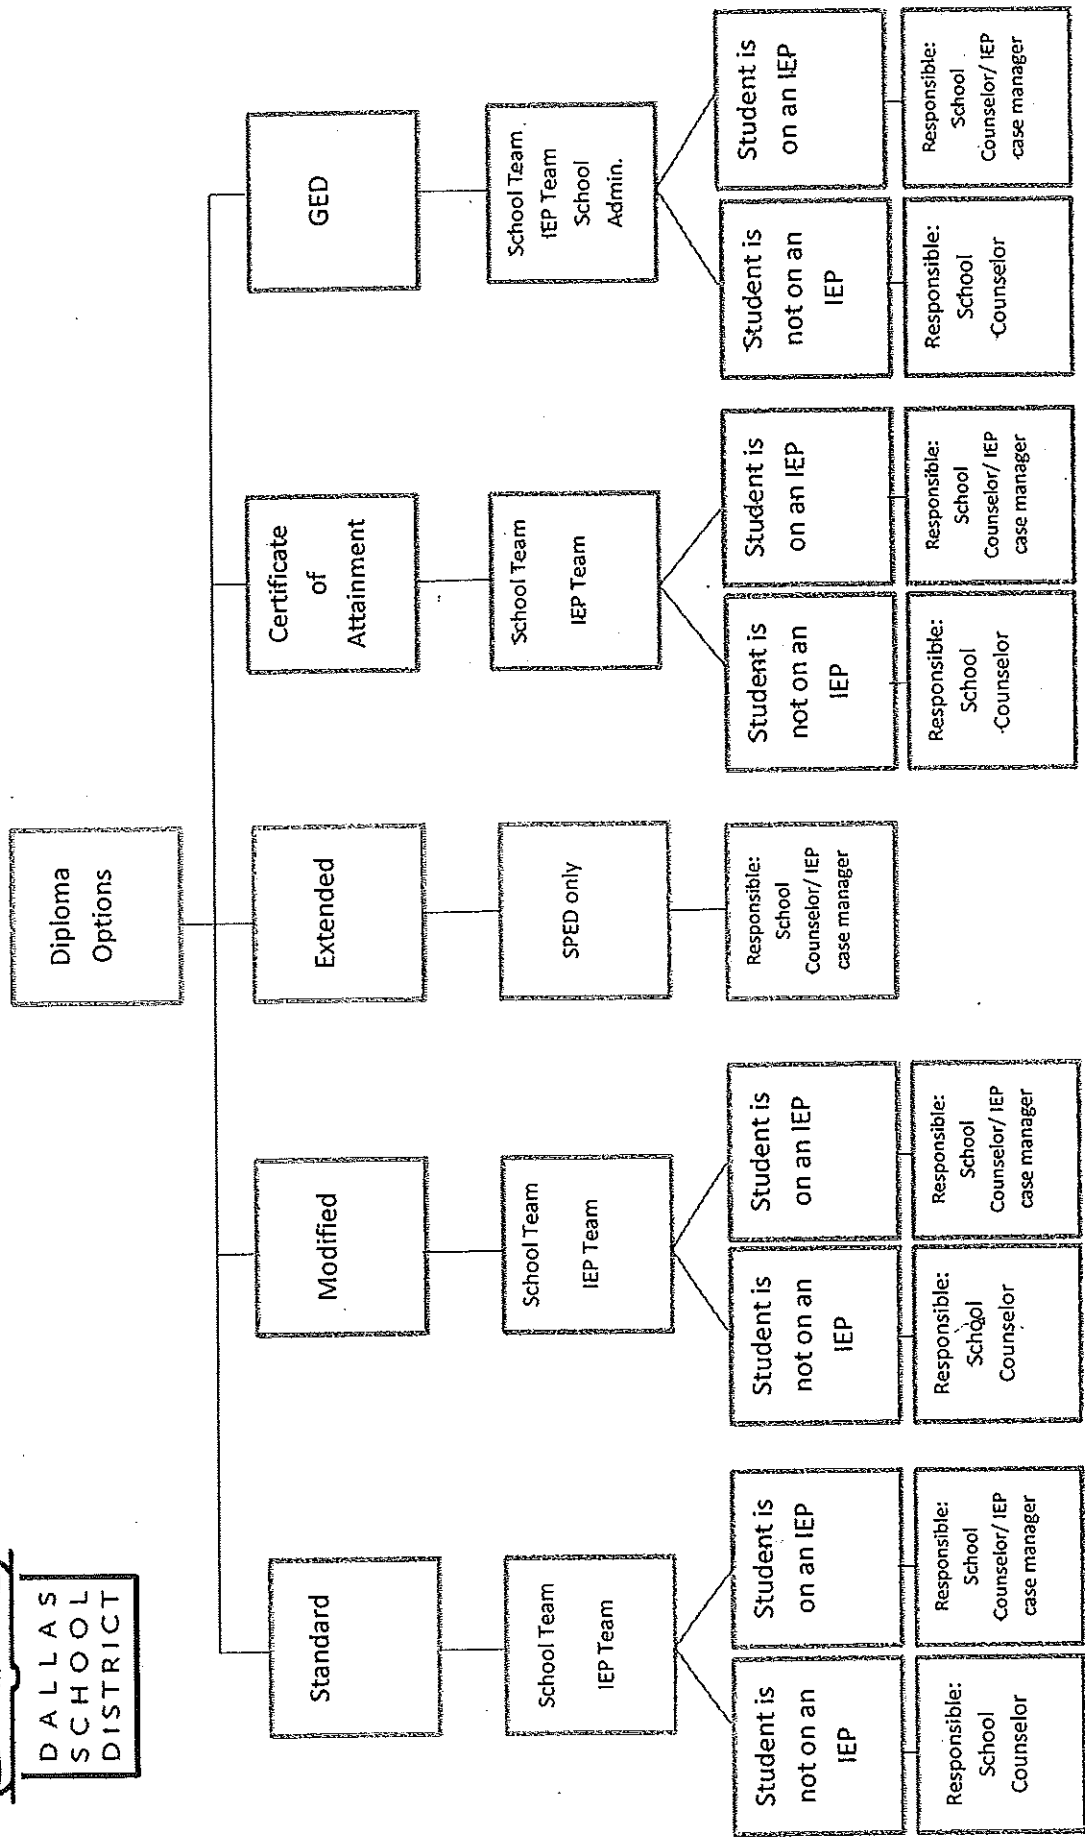 DALLAS
SCHOOL
DISTRICT
Diploma
Options
Standard
Modified
Extended
Certificate
of
Attainment
GED
School Team
IEP Team
School Team
IEP Team
SPED only
School Team
IEP Team
School Team
IEP Team
School
Admin.
Student is
not on an
IEP
Student is
on an IEP
Student is
not on an
IEP
Student is
on an IEP
Responsible:
School
Counselor/ IEP
case manager
Student is
not on an
IEP
Student is
on an IEP
Student is
not on an
IEP
Student is
on an IEP
Responsible:
School
Counselor
Responsible:
School
Counselor/ IEP
case manager
Responsible:
School
Counselor
Responsible:
School
Counselor/ IEP
case manager
Responsible:
School
Counselor
Responsible:
School
Counselor/ IEP
case manager
Responsible:
School
Counselor
Responsible:
School
Counselor/ IEP
case manager